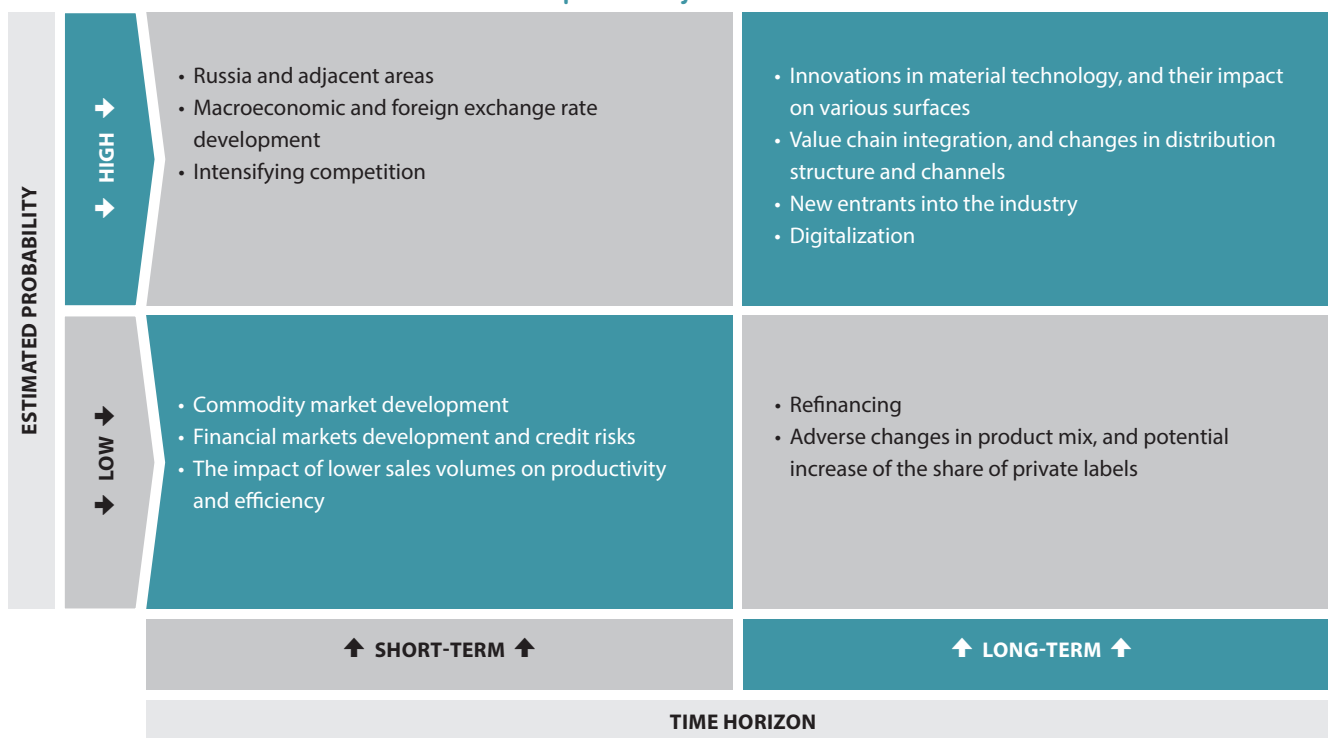 ESTIMATED PROBABILITY
HIGH
• Russia and adjacent areas
• Macroeconomic and foreign exchange rate
development
• Intensifying competition
• Innovations in material technology, and their impact
on various surfaces
• Value chain integration, and changes in distribution
structure and channels
• New entrants into the industry
• Digitalization
LOW
• Commodity market development
• Financial markets development and credit risks
• The impact of lower sales volumes on productivity
and efficiency
• Refinancing
• Adverse changes in product mix, and potential
increase of the share of private labels
SHORT-TERM
LONG-TERM
TIME HORIZON